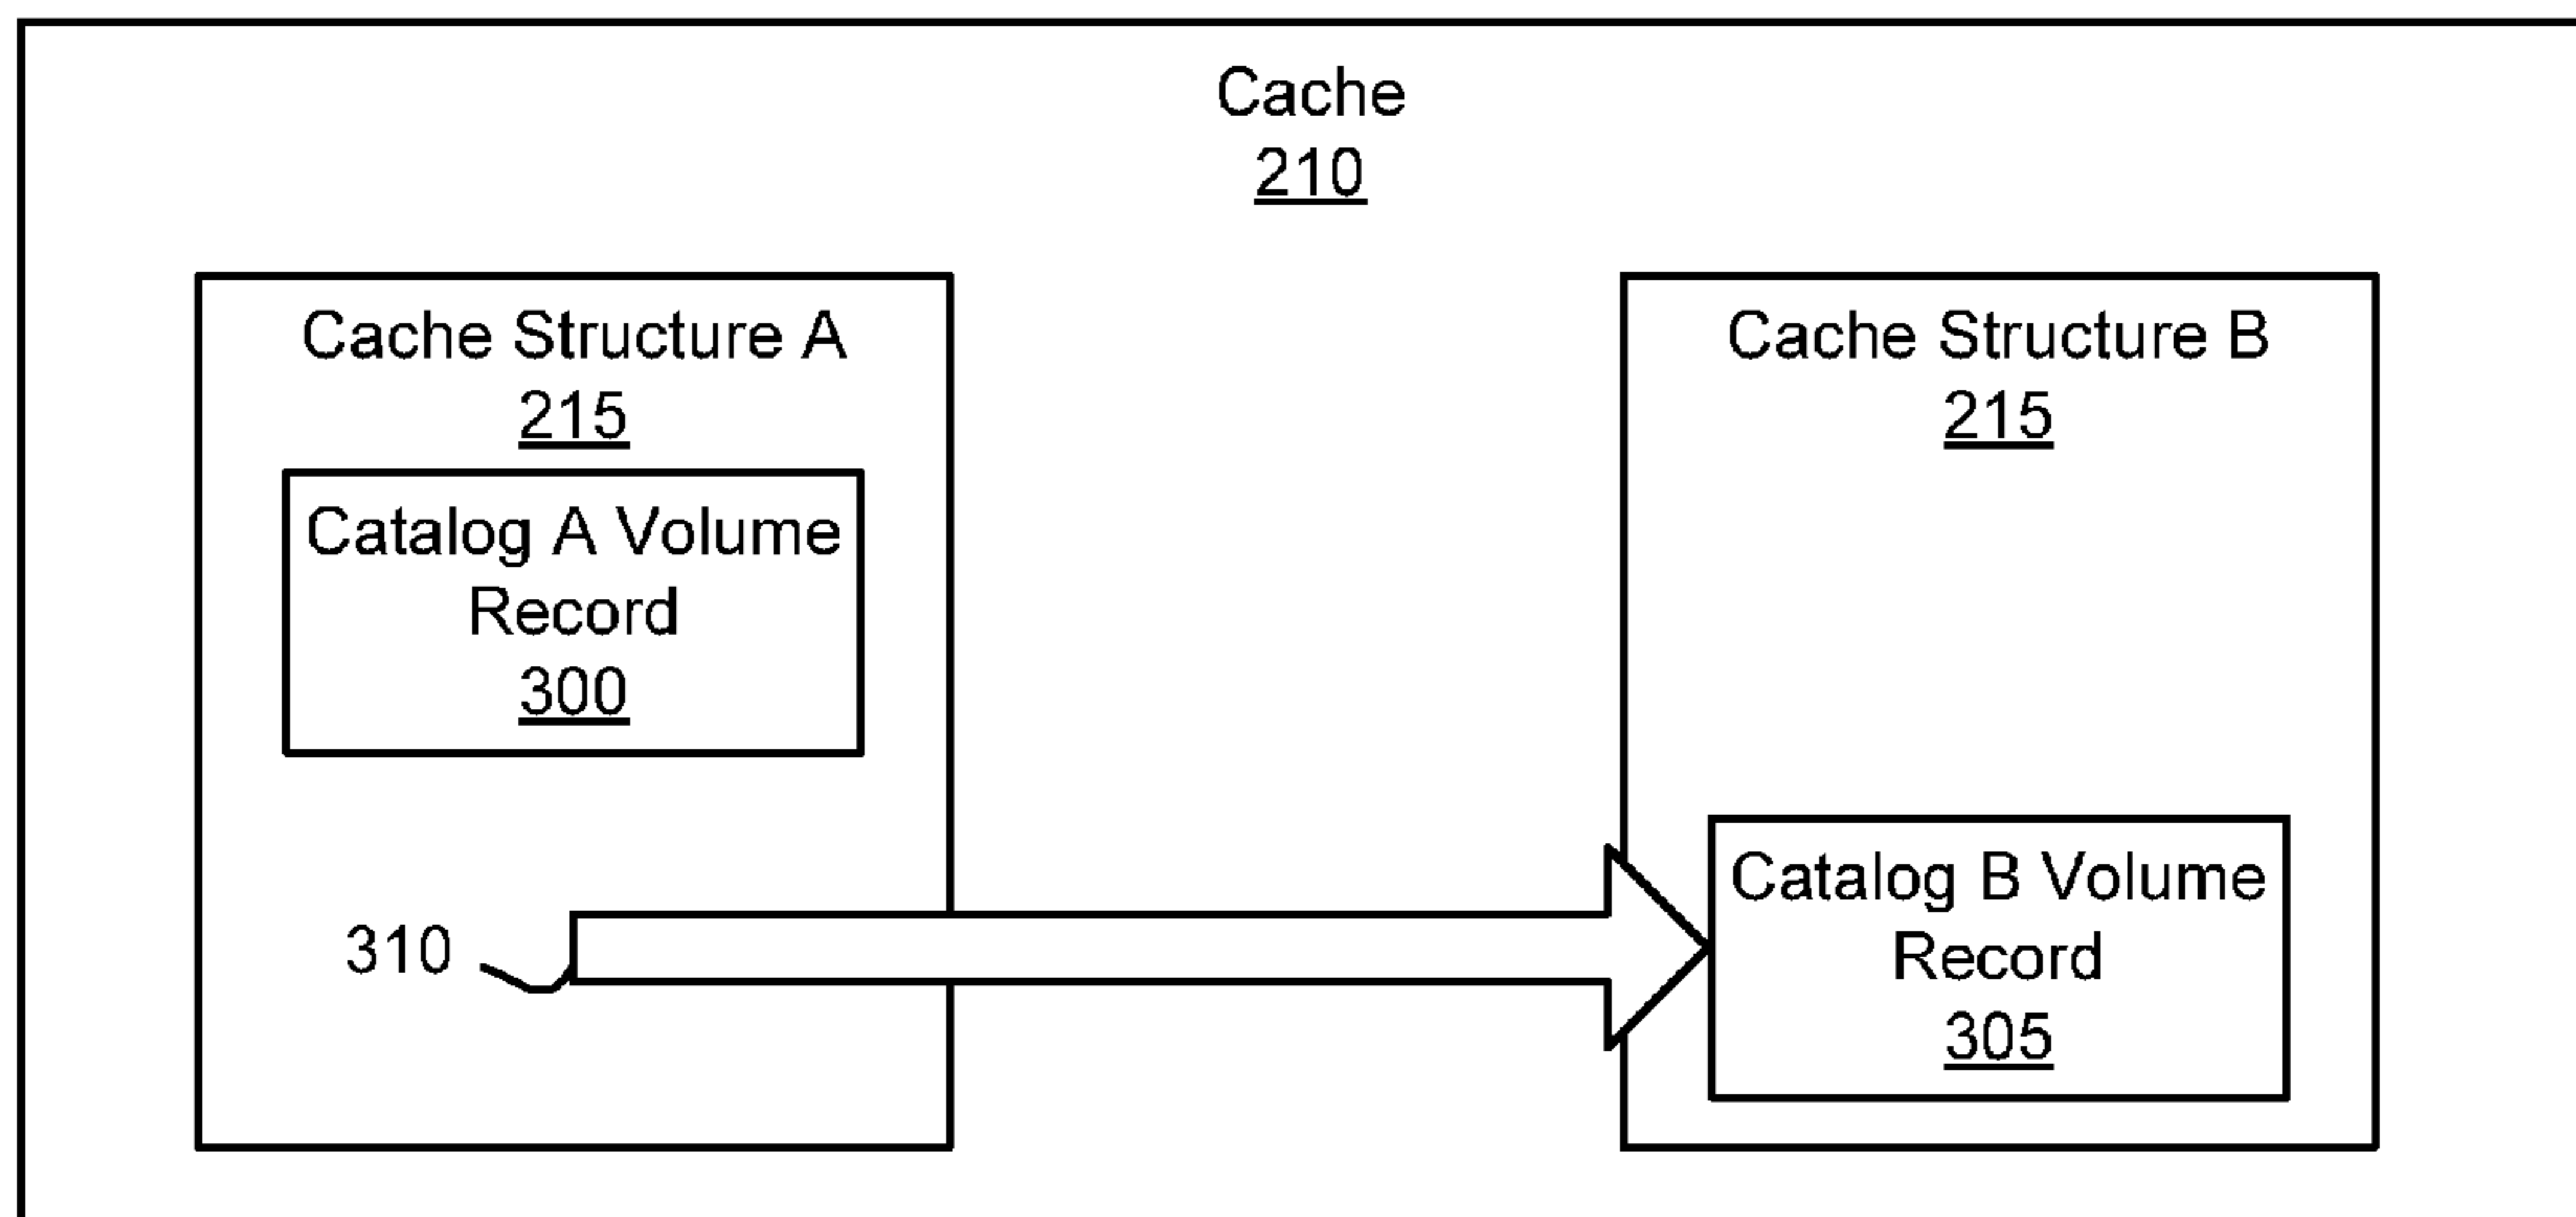 Cache
210
Cache Structure A
215
Catalog A Volume
Record
300
310
Cache Structure B
215
Catalog B Volume
Record
305